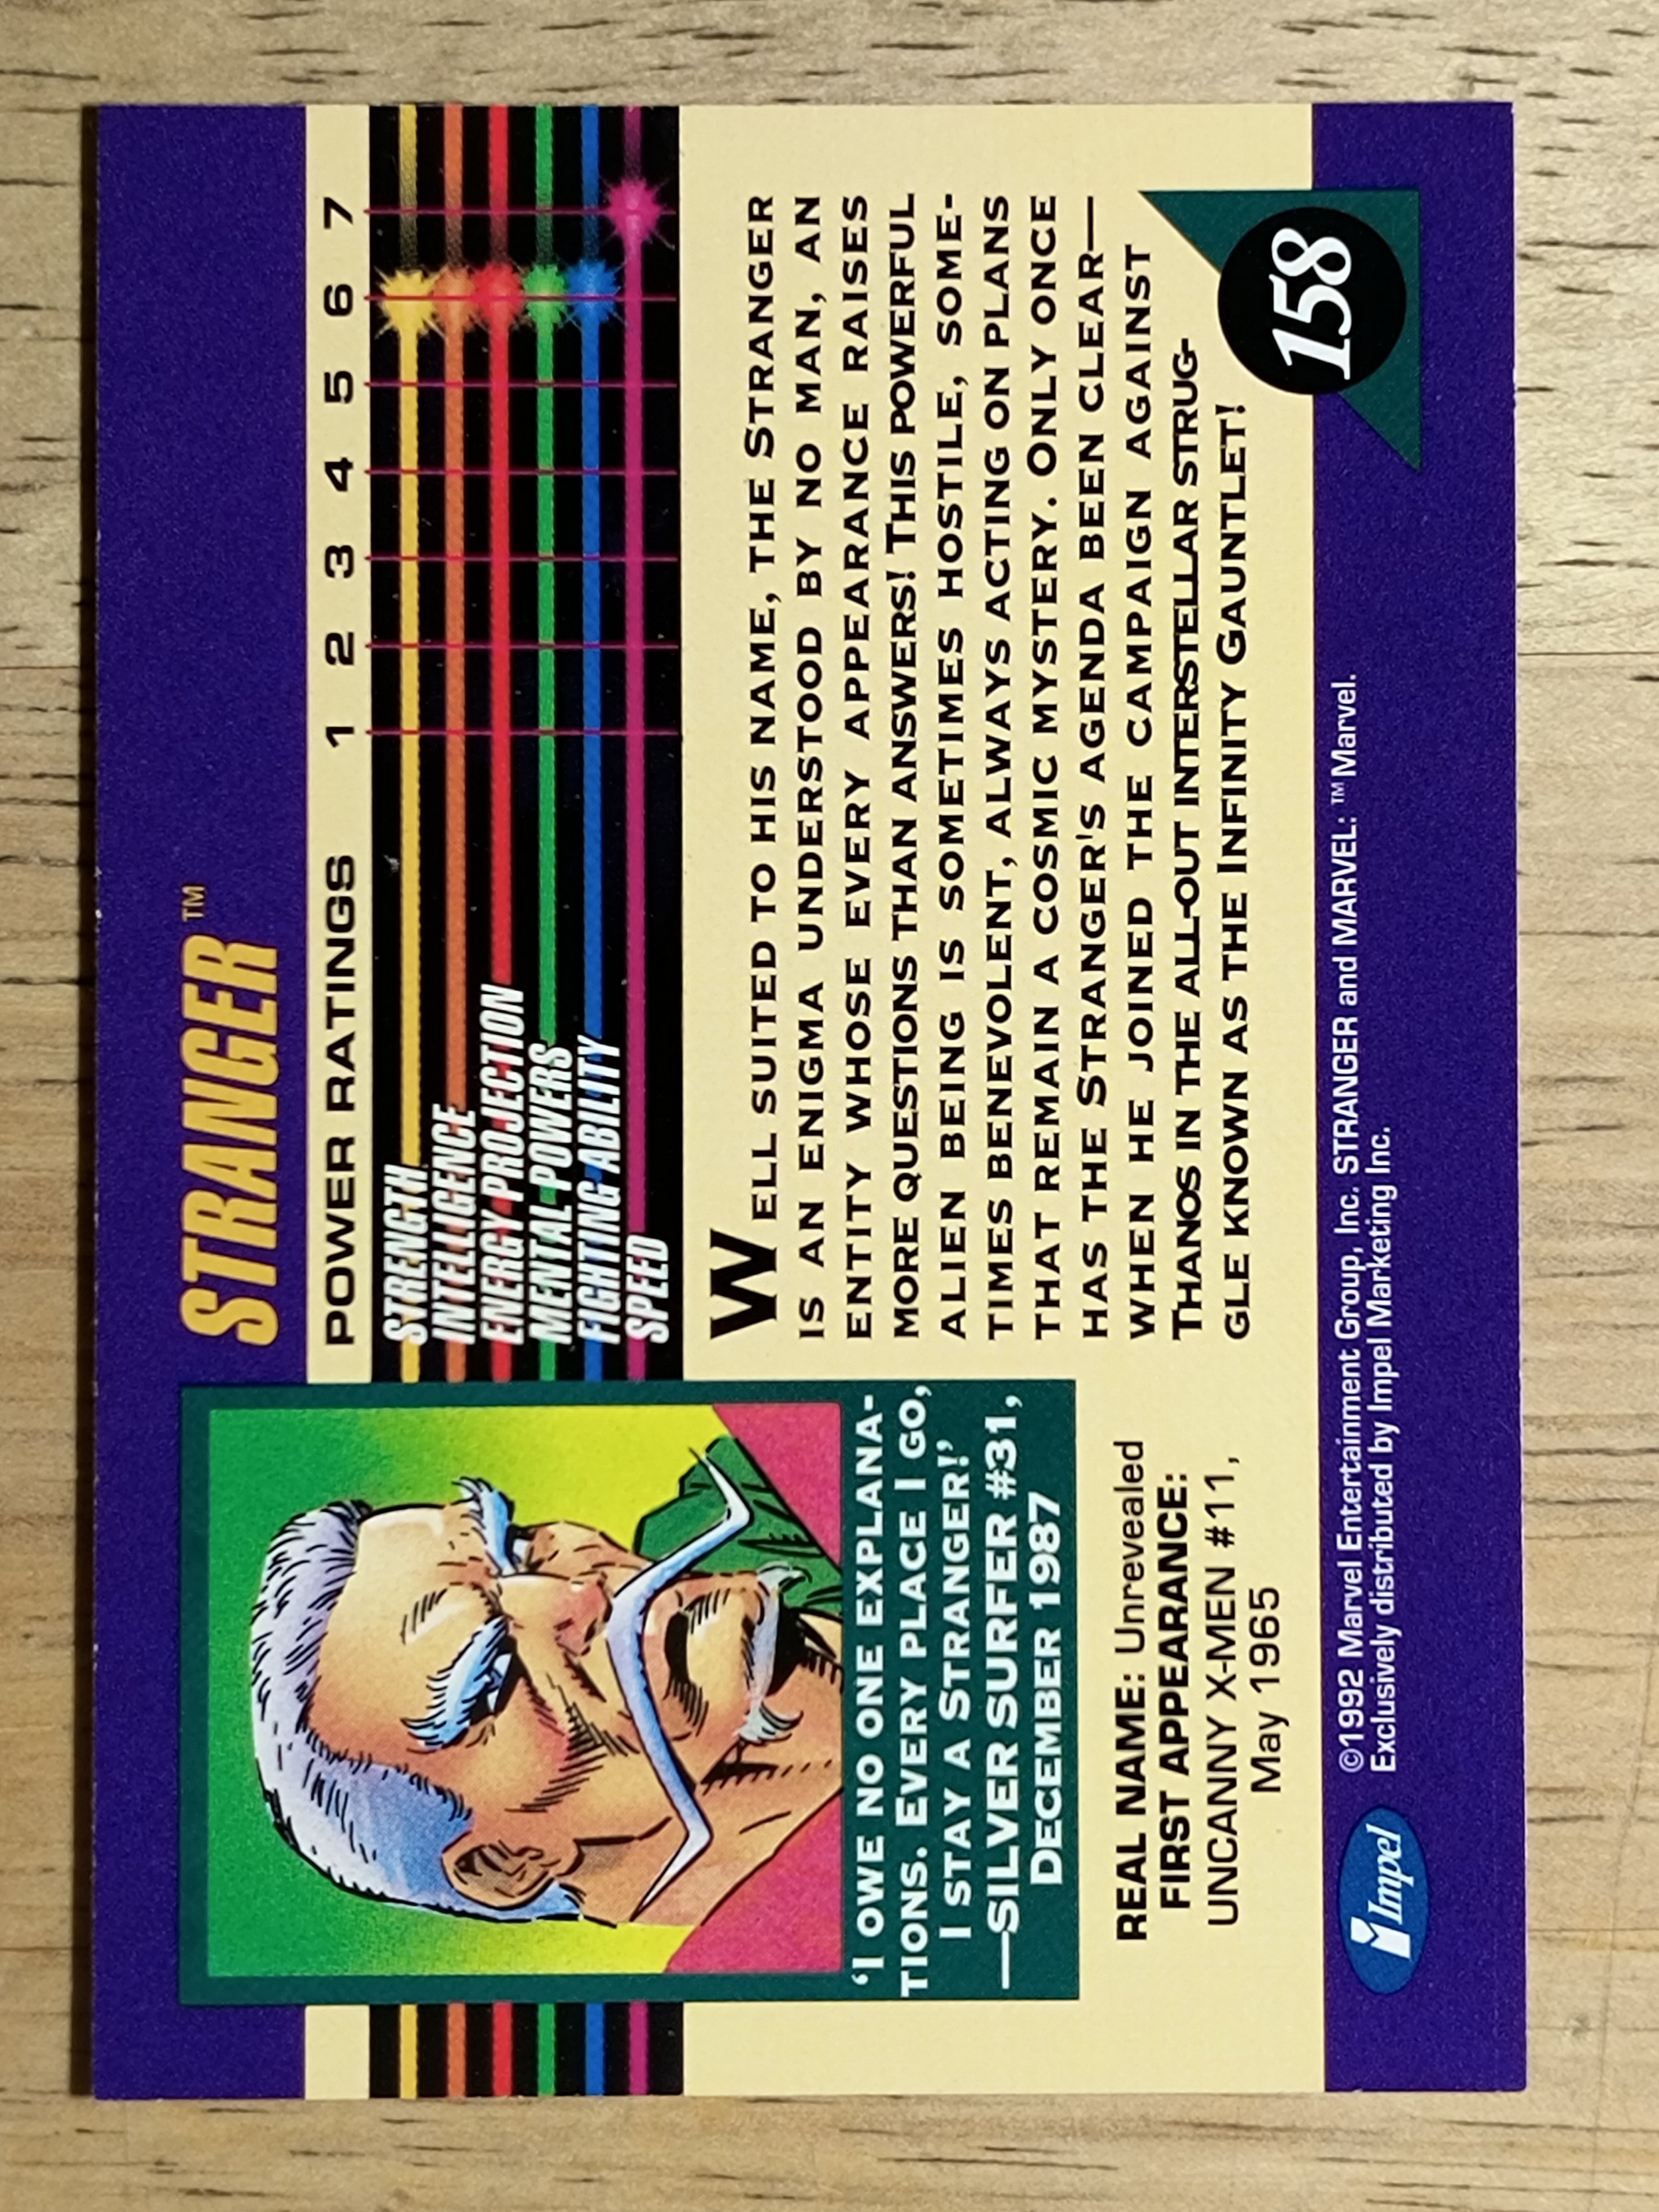 STRANGER™
POWER RATINGS 1 2 3 4 5 6 7
STRENGTH
INTELLIGENCE
ENERGY PROJECTION
MENTAL POWERS
FIGHTING ABILITY
SPEED
'I OWE NO ONE EXPLANA-
TIONS. EVERY PLACE I GO,
I STAY A STRANGER!'
—SILVER SURFER #31,
DECEMBER 1987
REAL NAME: Unrevealed
FIRST APPEARANCE:
UNCANNY X-MEN #11,
May 1965
WELL SUITED TO HIS NAME, THE STRANGER
IS AN ENIGMA UNDERSTOOD BY NO MAN, AN
ENTITY WHOSE EVERY APPEARANCE RAISES
MORE QUESTIONS THAN ANSWERS! THIS POWERFUL
ALIEN BEING IS SOMETIMES HOSTILE, SOME-
TIMES BENEVOLENT, ALWAYS ACTING ON PLANS
THAT REMAIN A COSMIC MYSTERY. ONLY ONCE
HAS THE STRANGER'S AGENDA BEEN CLEAR—
WHEN HE JOINED THE CAMPAIGN AGAINST
THANOS IN THE ALL-OUT INTERSTELLAR STRUG-
GLE KNOWN AS THE INFINITY GAUNTLET!
158
Impel
©1992 Marvel Entertainment Group, Inc. STRANGER and MARVEL: ™Marvel.
Exclusively distributed by Impel Marketing Inc.